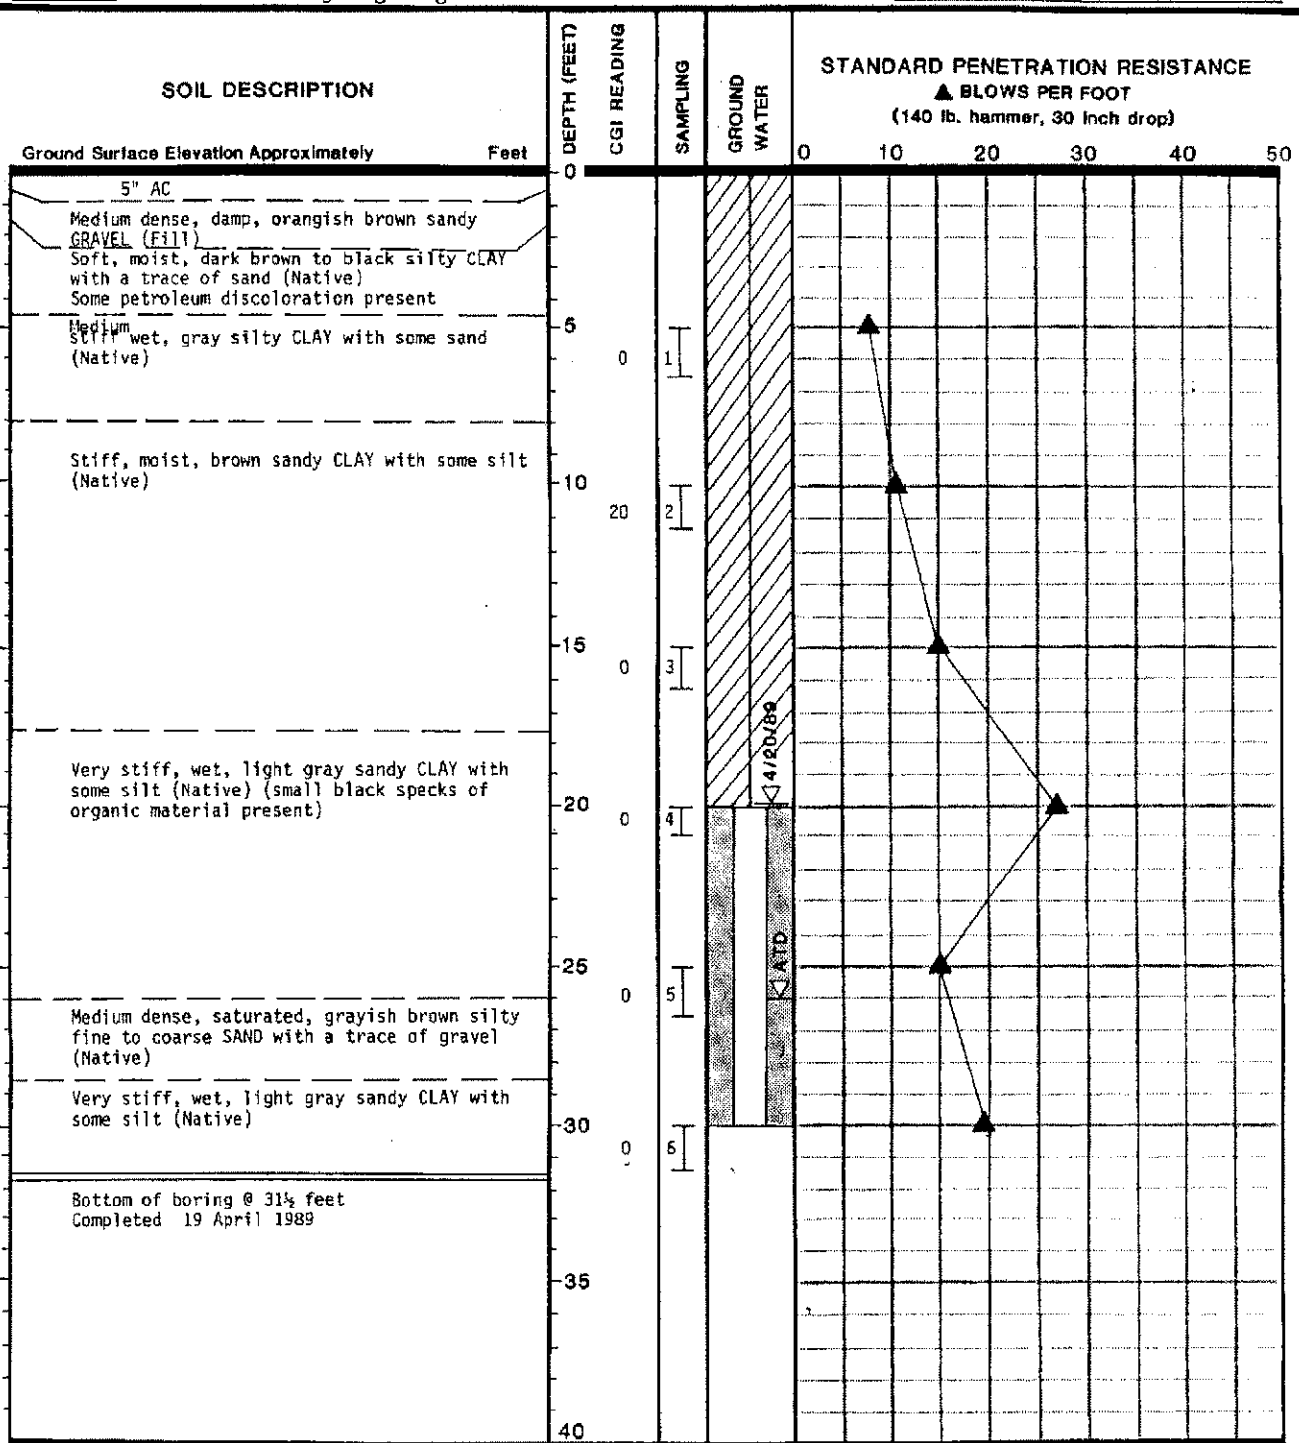 SOIL DESCRIPTION
Ground Surface Elevation Approximately Feet
DEPTH (FEET)
CGI READING
SAMPLING
GROUND
WATER
STANDARD PENETRATION RESISTANCE
▲ BLOWS PER FOOT
(140 lb. hammer, 30 inch drop)
0 10 20 30 40 50
0
5" AC
Medium dense, damp, orangish brown sandy
GRAVEL (Fill)
Soft, moist, dark brown to black silty CLAY
with a trace of sand (Native)
Some petroleum discoloration present
5
Medium
stiff wet, gray silty CLAY with some sand
(Native)
0 1
Stiff, moist, brown sandy CLAY with some silt
(Native)
10
20 2
15
0 3
4/20/89
Very stiff, wet, light gray sandy CLAY with
some silt (Native) (small black specks of
organic material present)
20
0 4
ATD
25
0 5
Medium dense, saturated, grayish brown silty
fine to coarse SAND with a trace of gravel
(Native)
Very stiff, wet, light gray sandy CLAY with
some silt (Native)
30
0 6
Bottom of boring @ 31½ feet
Completed 19 April 1989
35
40